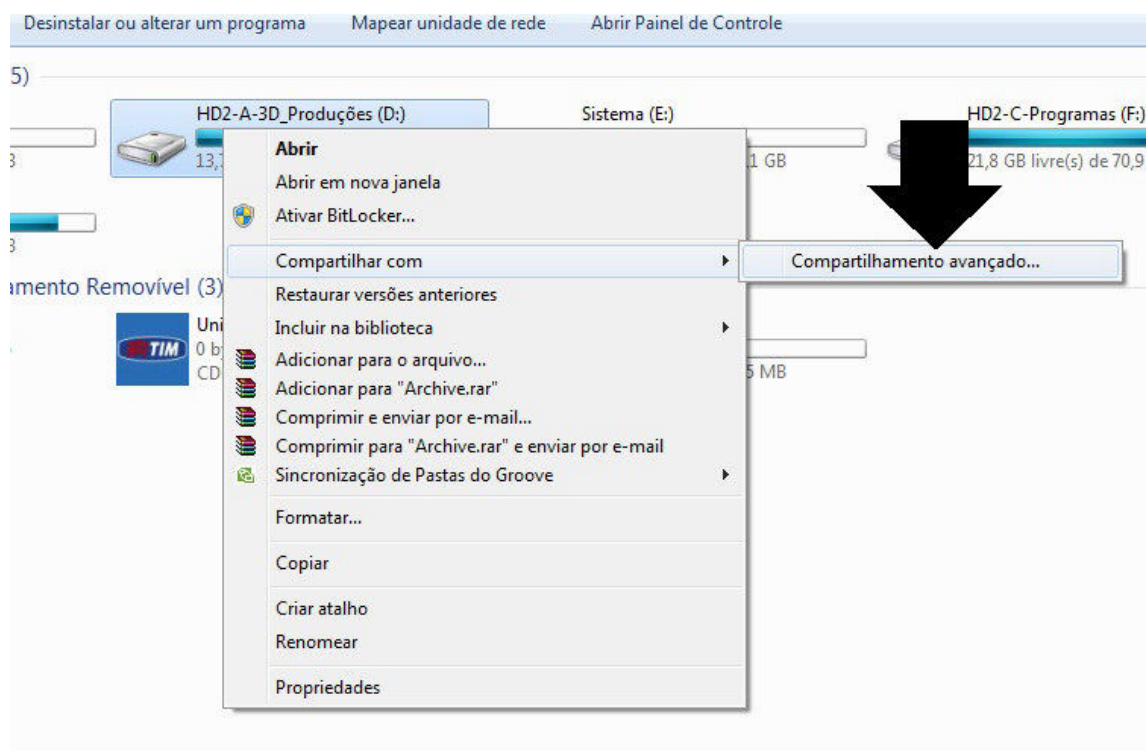 Desinstalar ou alterar um programa Mapear unidade de rede Abrir Painel de Controle
5)
HD2-A-3D_Produções (D:) Sistema (E:) HD2-C-Programas (F:)
13, 1 GB 21,8 GB livre(s) de 70,9
Abrir
Abrir em nova janela
Ativar BitLocker...
Compartilhar com Compartilhamento avançado...
amento Removível (3)
Restaurar versões anteriores
Uni
Incluir na biblioteca
TIM 0 b
CD 5 MB
Adicionar para o arquivo...
Adicionar para "Archive.rar"
Comprimir e enviar por e-mail...
Comprimir para "Archive.rar" e enviar por e-mail
Sincronização de Pastas do Groove
Formatar...
Copiar
Criar atalho
Renomear
Propriedades